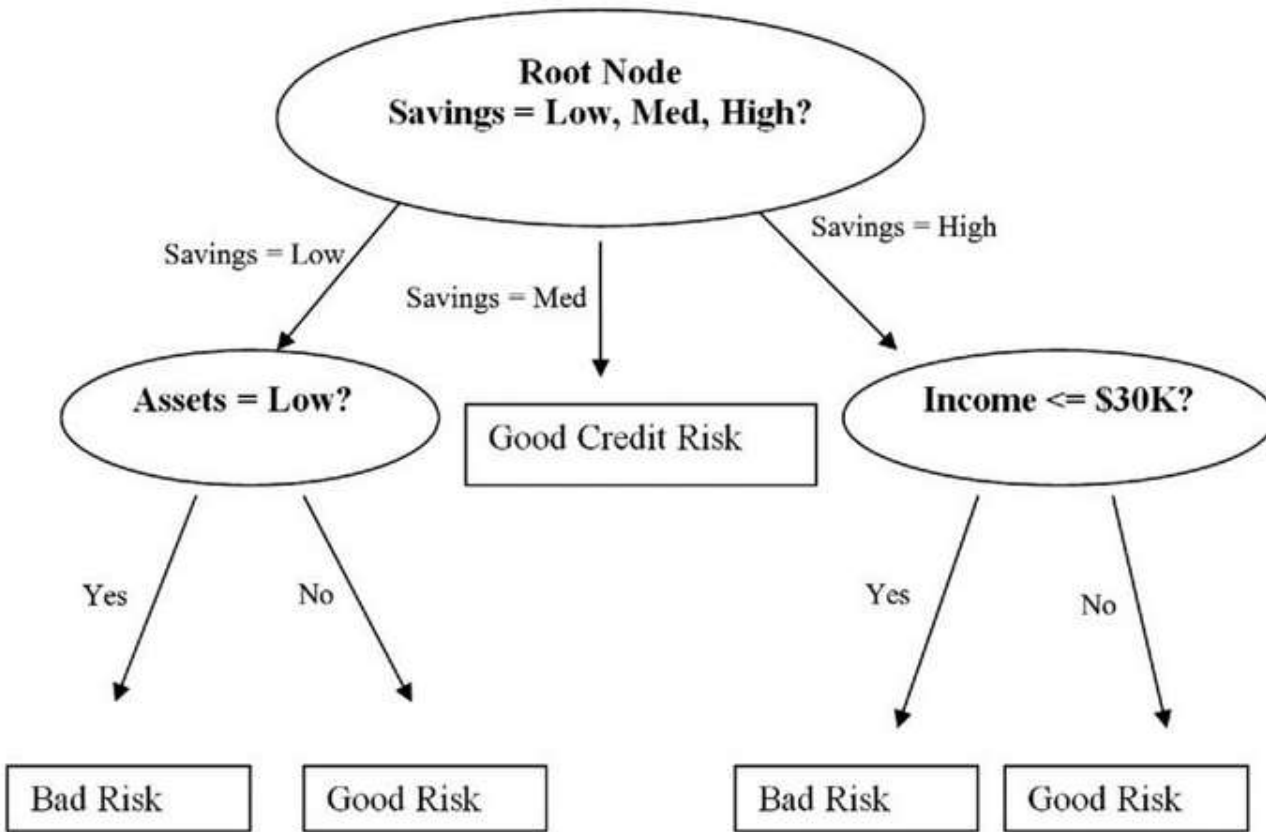 Root Node
Savings = Low, Med, High?
Savings = Low
Savings = Med
Savings = High
Assets = Low?
Good Credit Risk
Income <= $30K?
Yes
No
Yes
No
Bad Risk
Good Risk
Bad Risk
Good Risk